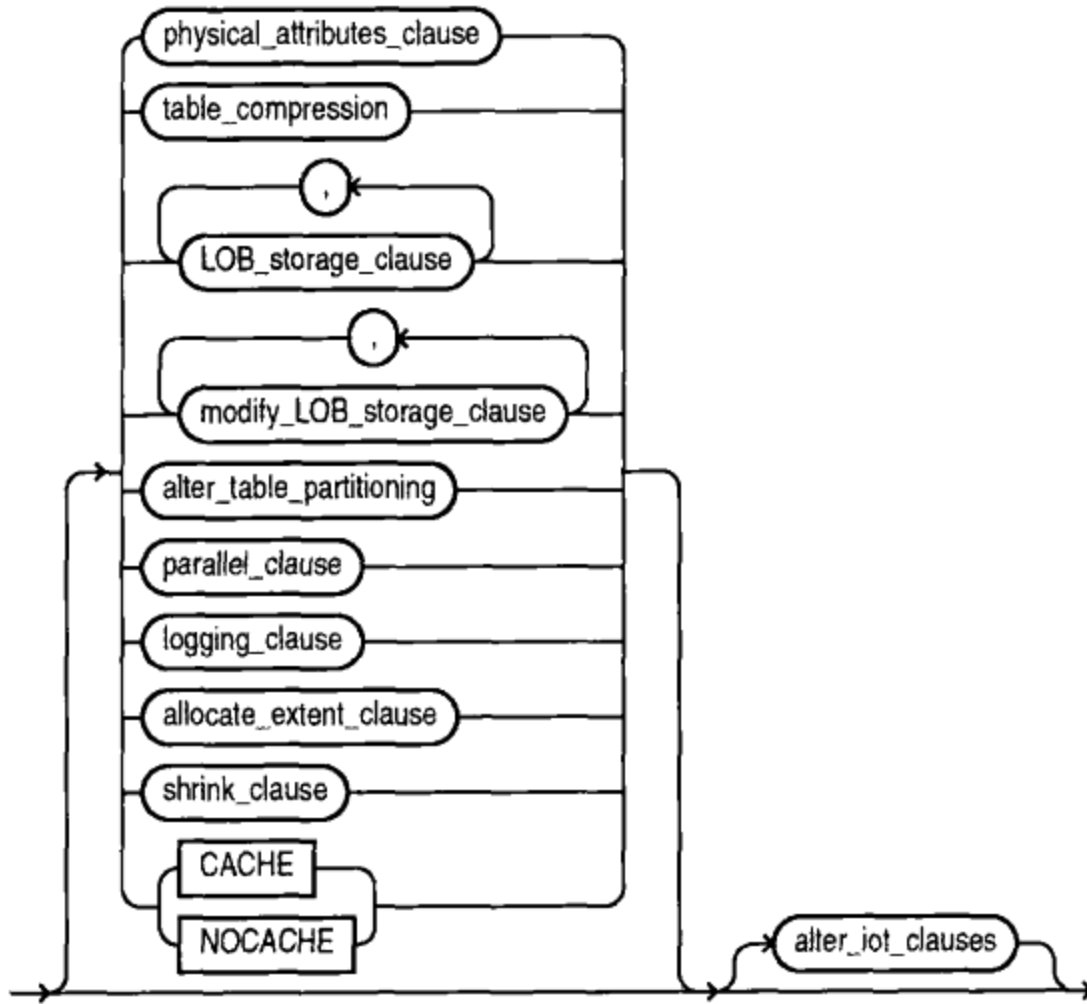 physical_attributes_clause
table_compression
,
LOB_storage_clause
,
modify_LOB_storage_clause
alter_table_partitioning
parallel_clause
logging_clause
allocate_extent_clause
shrink_clause
CACHE
NOCACHE
alter_iot_clauses